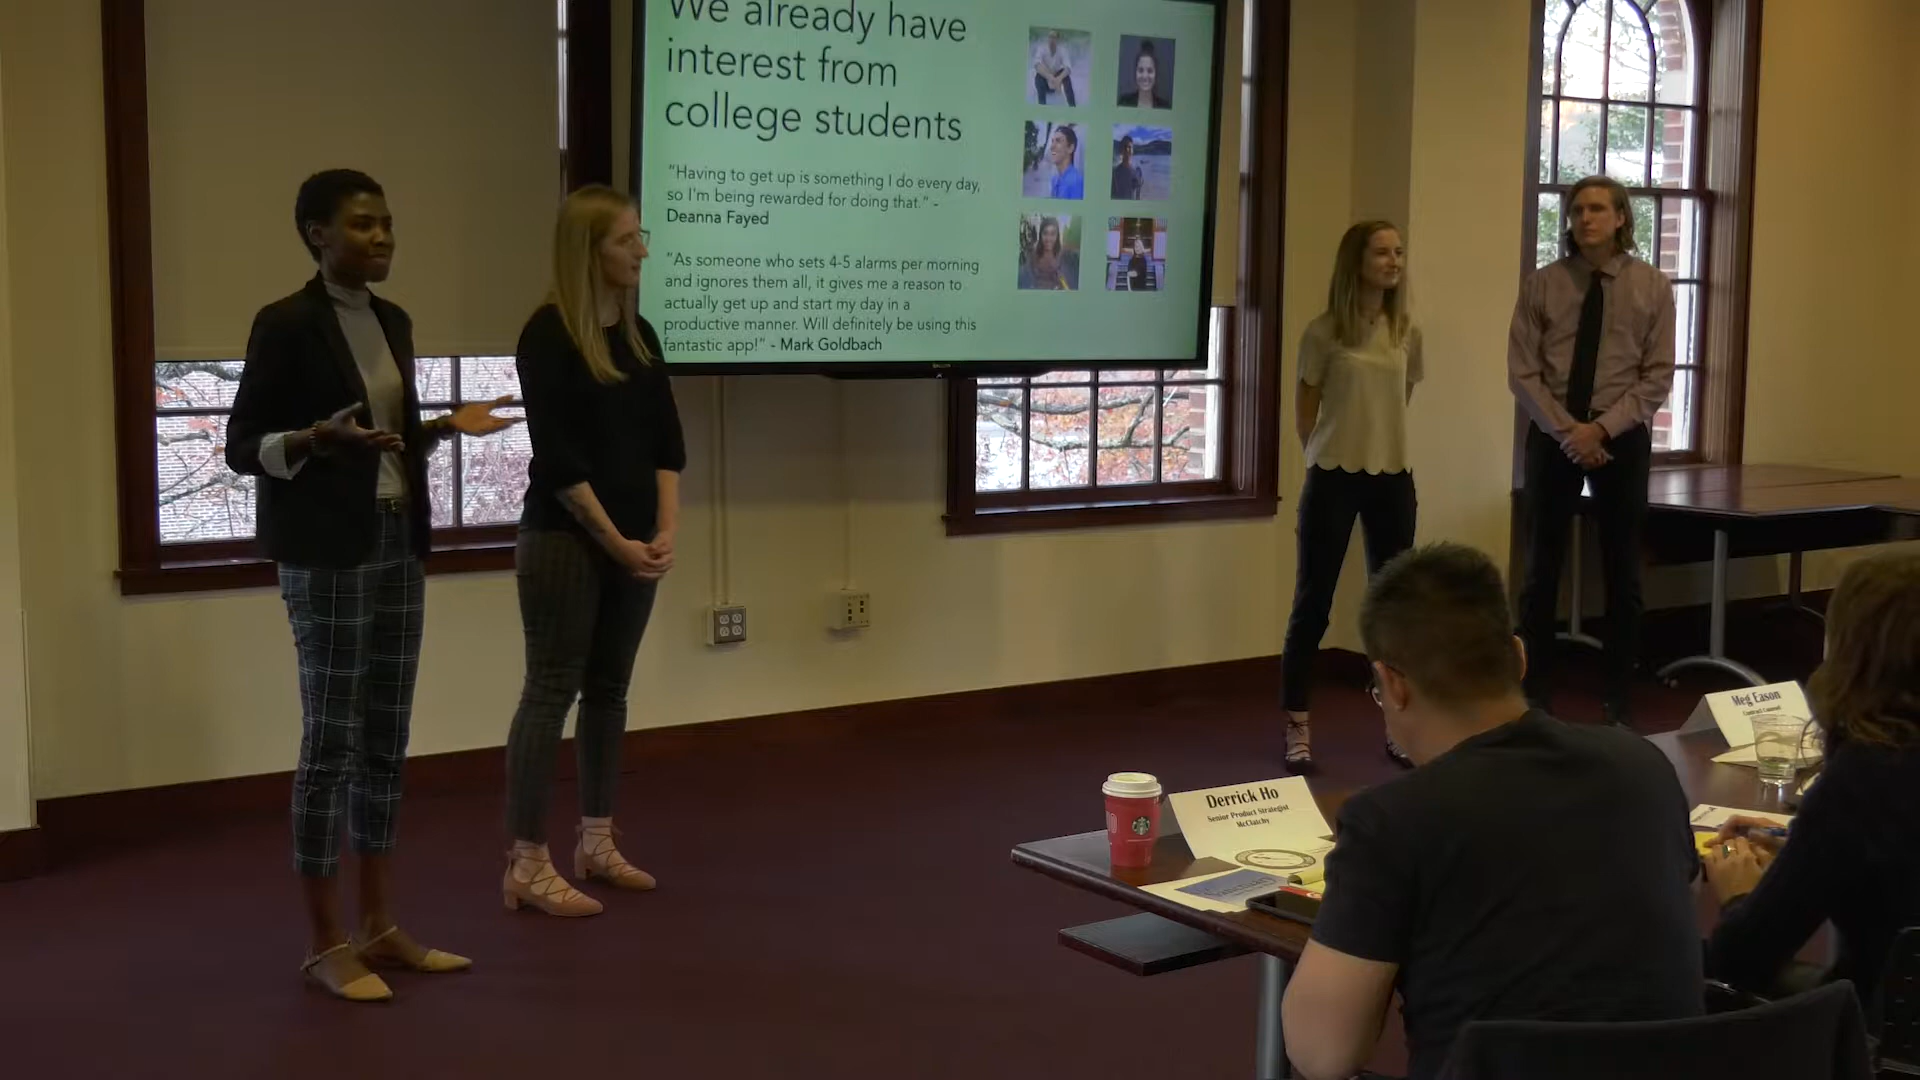 We already have
interest from
college students
"Having to get up is something I do every day,
so I'm being rewarded for doing that." -
Deanna Fayed
"As someone who sets 4-5 alarms per morning
and ignores them all, it gives me a reason to
actually get up and start my day in a
productive manner. Will definitely be using this
fantastic app!" - Mark Goldbach
Meg Eason
Contract Counsel
Derrick Ho
Senior Product Strategist
McClatchy